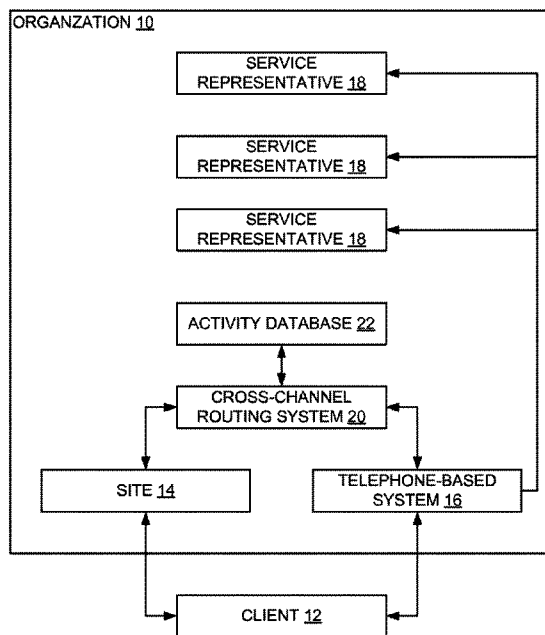 ORGANZATION 10
SERVICE
REPRESENTATIVE 18
SERVICE
REPRESENTATIVE 18
SERVICE
REPRESENTATIVE 18
ACTIVITY DATABASE 22
CROSS-CHANNEL
ROUTING SYSTEM 20
SITE 14
TELEPHONE-BASED
SYSTEM 16
CLIENT 12